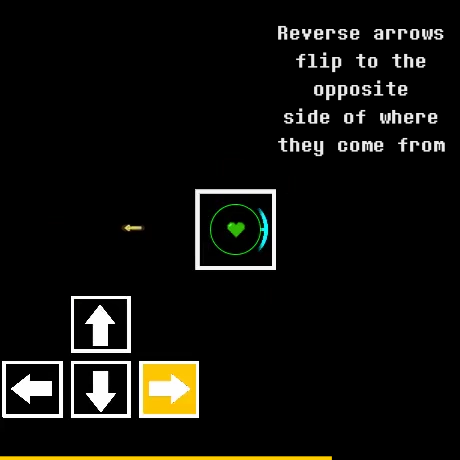 Reverse arrows
flip to the
opposite
side of where
they come from